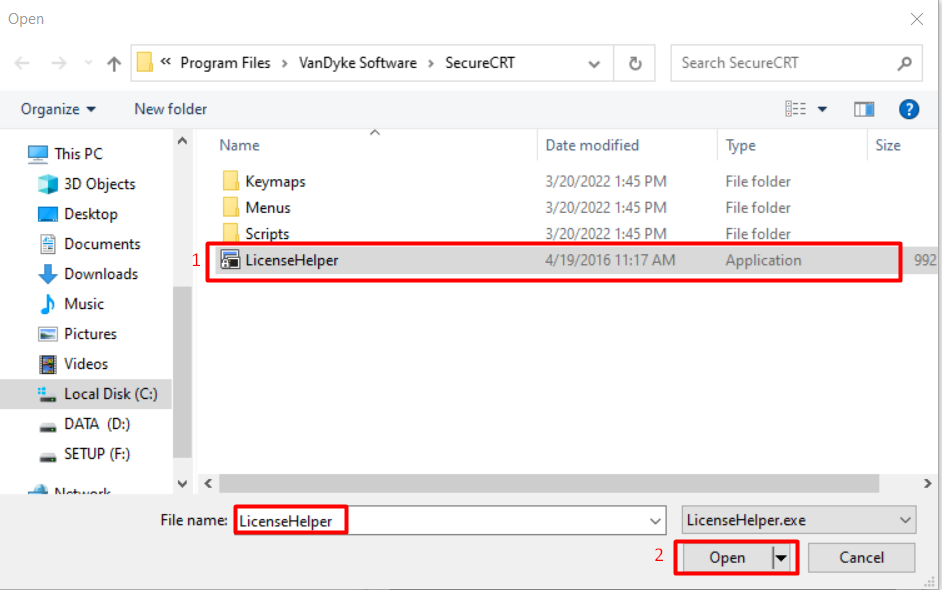 Open
« Program Files > VanDyke Software > SecureCRT
Search SecureCRT
Organize
New folder
?
Name
Date modified
Type
Size
This PC
3D Objects
Desktop
Documents
Downloads
Music
Pictures
Videos
Local Disk (C:)
DATA (D:)
SETUP (F:)
Network
Keymaps 3/20/2022 1:45 PM File folder
Menus 3/20/2022 1:45 PM File folder
Scripts 3/20/2022 1:45 PM File folder
1 LicenseHelper 4/19/2016 11:17 AM Application 992
File name: LicenseHelper
LicenseHelper.exe
2 Open
Cancel